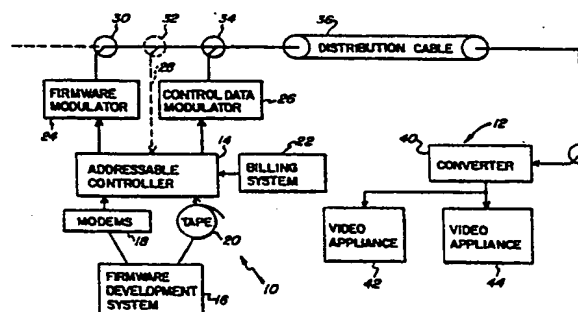 30
32
34
36
DISTRIBUTION CABLE
28
FIRMWARE
MODULATOR
24
CONTROL DATA
MODULATOR
26
ADDRESSABLE
CONTROLLER
14
22
BILLING
SYSTEM
40
12
CONVERTER
MODEMS
18
TAPE
20
VIDEO
APPLIANCE
42
VIDEO
APPLIANCE
44
FIRMWARE
DEVELOPMENT
SYSTEM
16
10